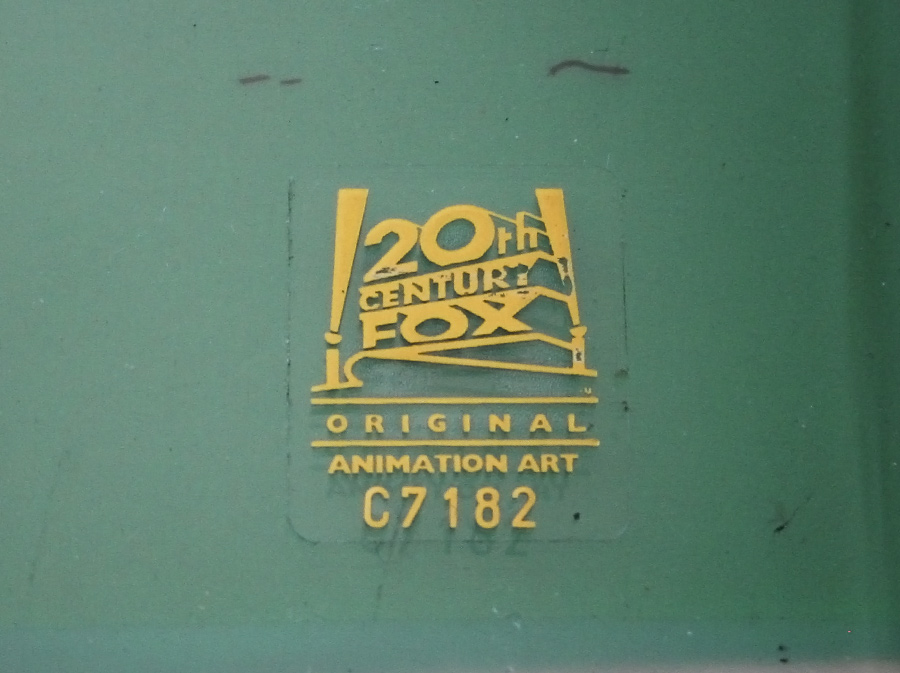 20th
CENTURY
FOX
ORIGINAL
ANIMATION ART
C7182